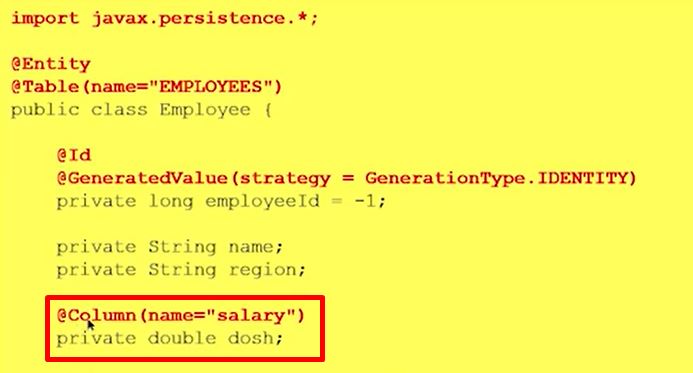 import javax.persistence.*;
@Entity
@Table(name="EMPLOYEES")
public class Employee {
@Id
@GeneratedValue(strategy = GenerationType.IDENTITY)
private long employeeId = -1;
private String name;
private String region;
@Column(name="salary")
private double dosh;